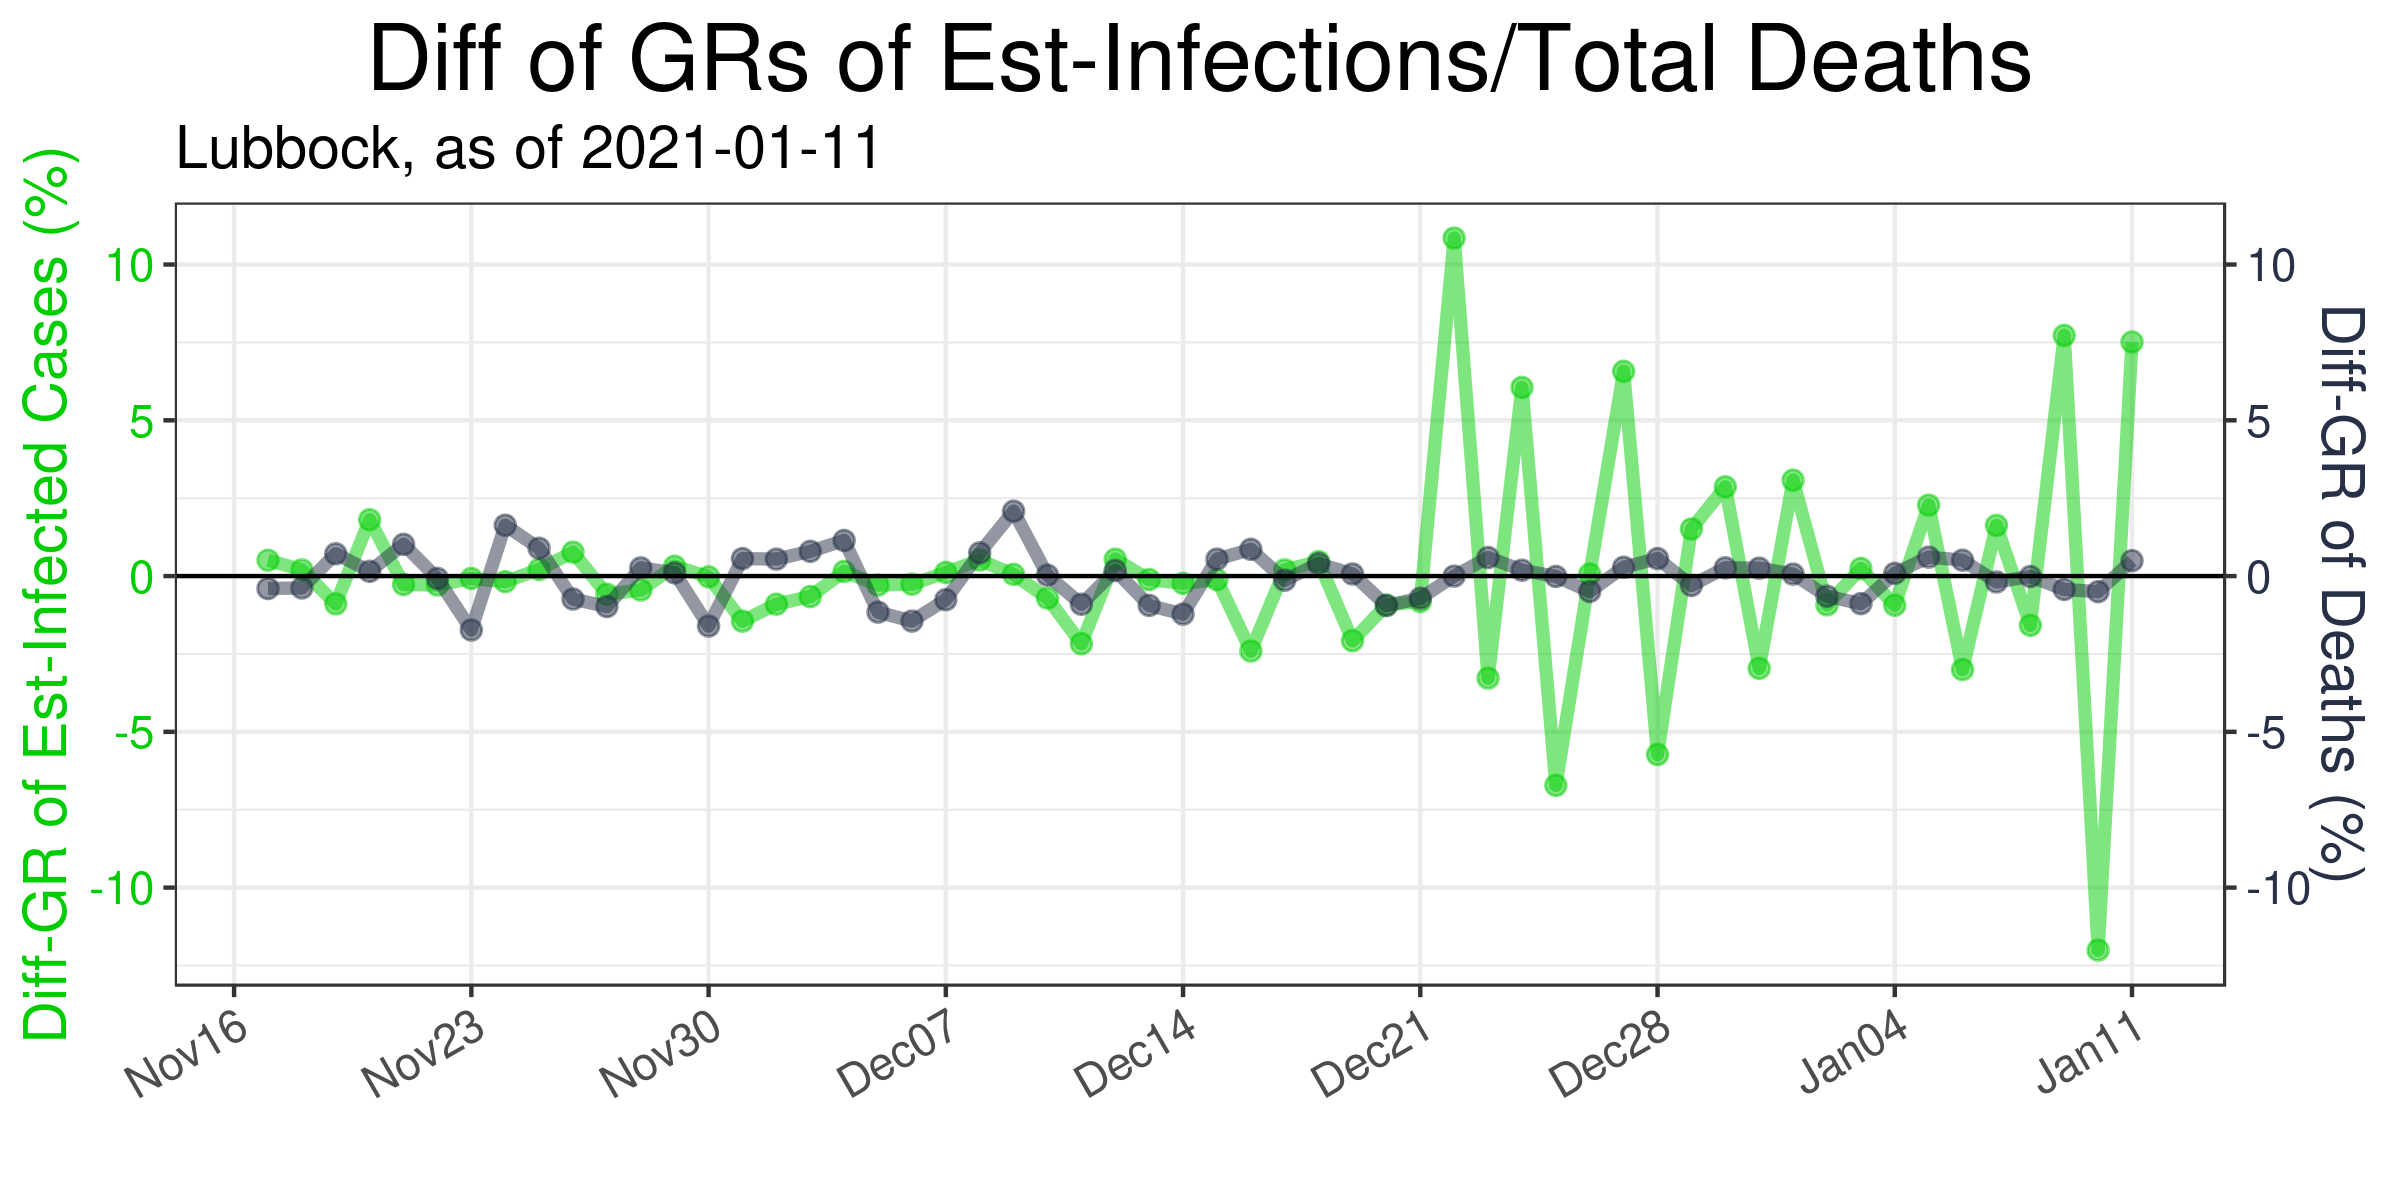 Diff of GRs of Est-Infections/Total Deaths
Lubbock, as of 2021-01-11
Diff-GR of Est-Infected Cases (%)
10
5
0
-5
-10
10
5
0
-5
-10
Diff-GR of Deaths (%)
Nov16
Nov23
Nov30
Dec07
Dec14
Dec21
Dec28
Jan04
Jan11